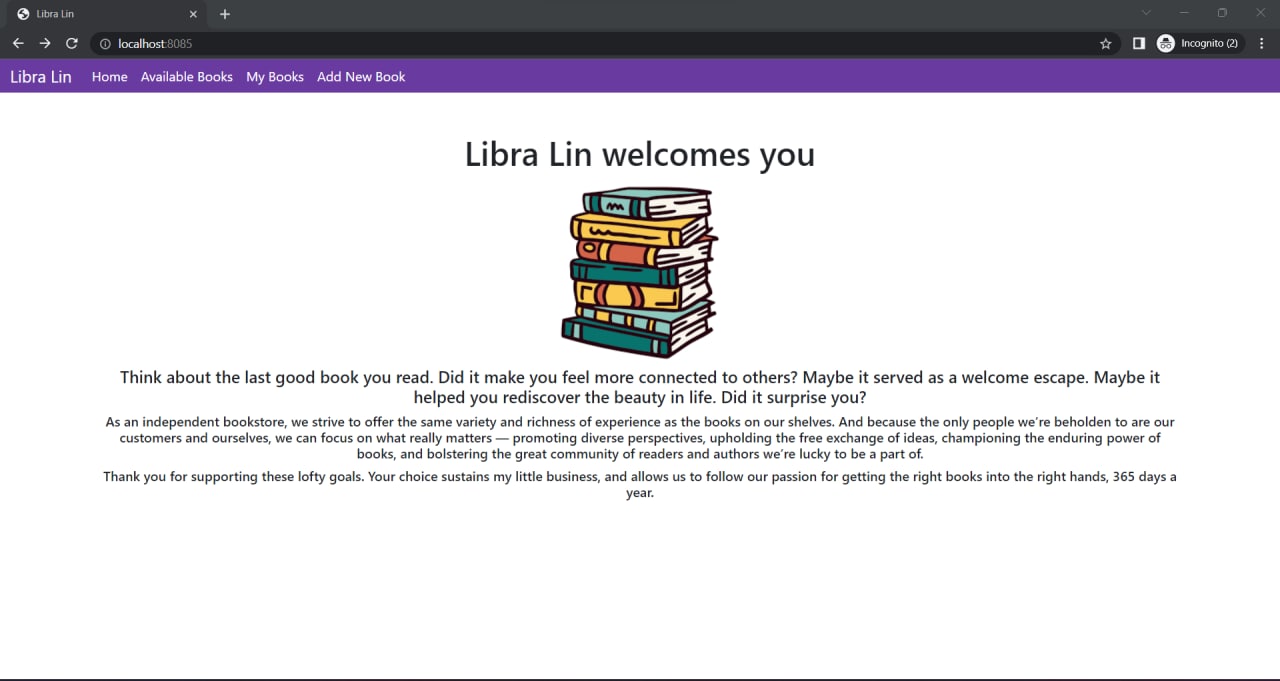 Libra Lin
localhost:8085
Incognito (2)
Libra Lin Home Available Books My Books Add New Book
Libra Lin welcomes you
Think about the last good book you read. Did it make you feel more connected to others? Maybe it served as a welcome escape. Maybe it
helped you rediscover the beauty in life. Did it surprise you?
As an independent bookstore, we strive to offer the same variety and richness of experience as the books on our shelves. And because the only people we’re beholden to are our
customers and ourselves, we can focus on what really matters — promoting diverse perspectives, upholding the free exchange of ideas, championing the enduring power of
books, and bolstering the great community of readers and authors we’re lucky to be a part of.
Thank you for supporting these lofty goals. Your choice sustains my little business, and allows us to follow our passion for getting the right books into the right hands, 365 days a
year.